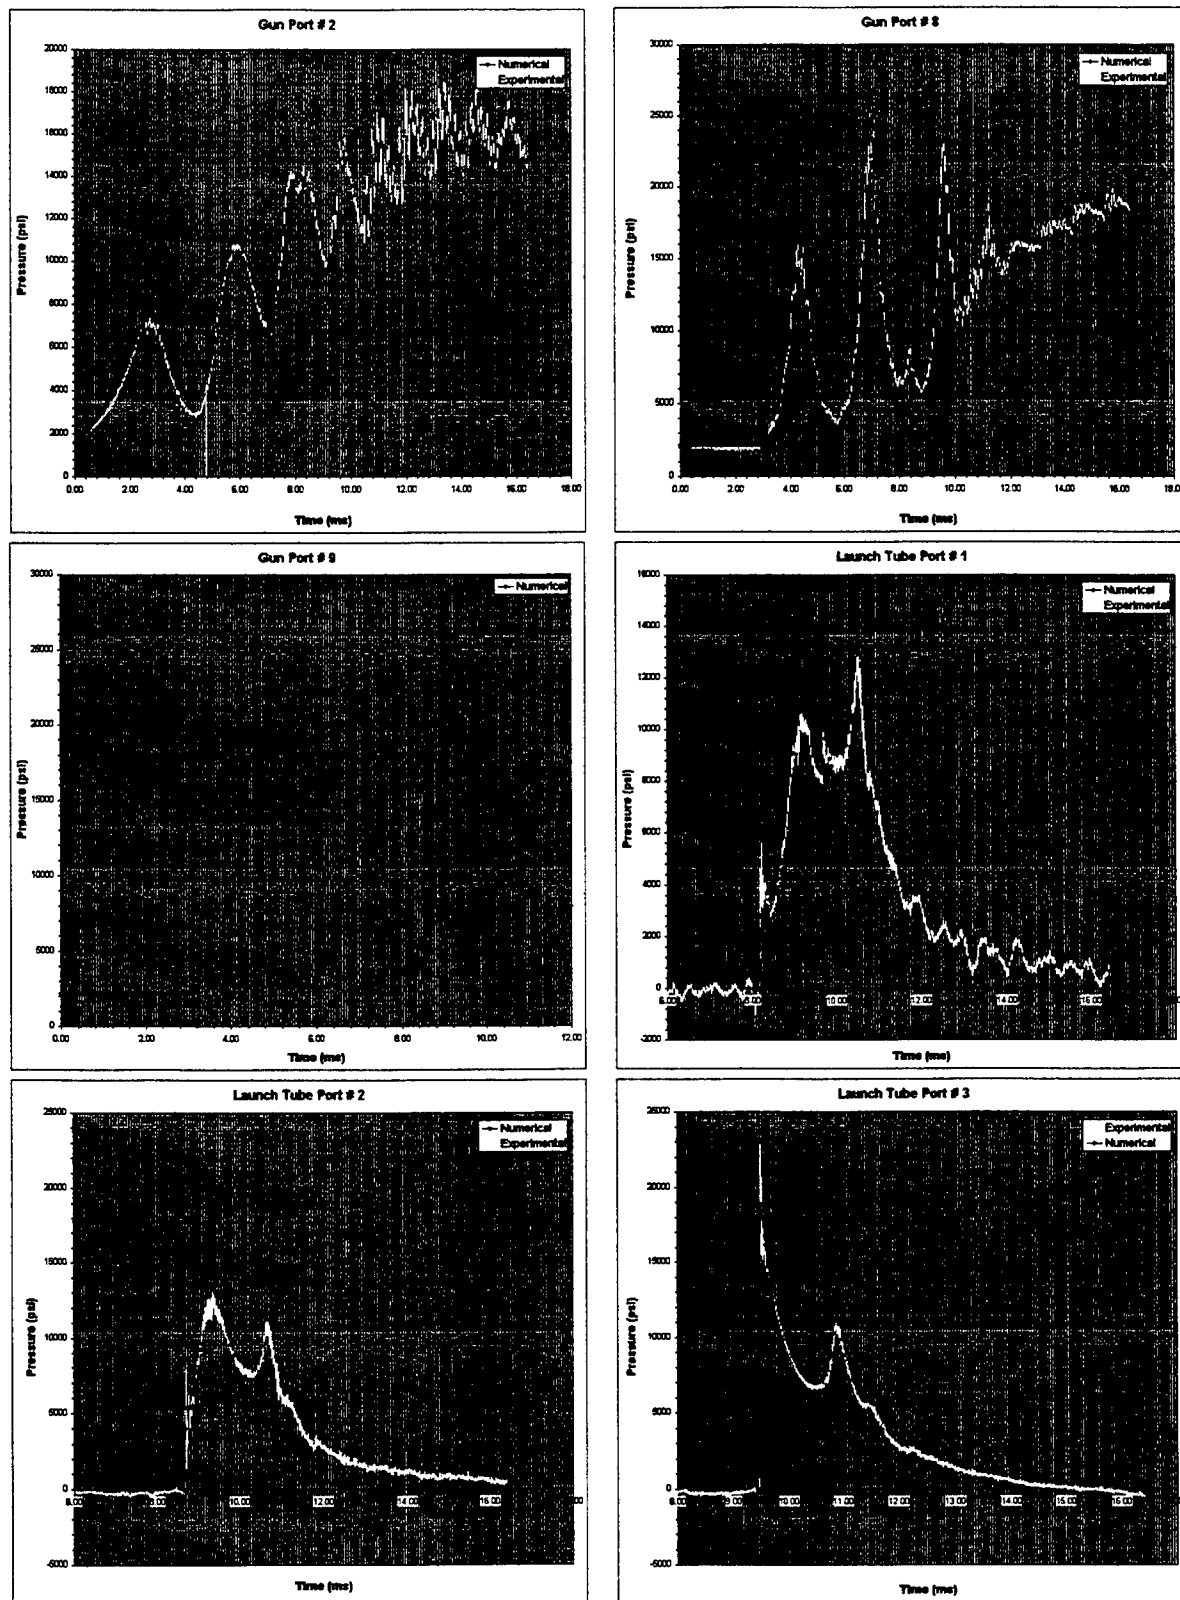 Gun Port # 2
20000
18000
16000
14000
12000
10000
8000
6000
4000
2000
0
Pressure (psi)
Numerical
Experimental
0.00 2.00 4.00 6.00 8.00 10.00 12.00 14.00 16.00 18.00
Time (ms)
Gun Port # 8
30000
25000
20000
15000
10000
5000
0
Pressure (psi)
Numerical
Experimental
0.00 2.00 4.00 6.00 8.00 10.00 12.00 14.00 16.00 18.0
Time (ms)
Gun Port # 9
30000
25000
20000
15000
10000
5000
0
Pressure (psi)
Numerical
0.00 2.00 4.00 6.00 8.00 10.00 12.00
Time (ms)
Launch Tube Port # 1
16000
14000
12000
10000
8000
6000
4000
2000
0
-2000
Pressure (psi)
Numerical
Experimental
8.00 10.00 12.00 14.00 16.00
Time (ms)
Launch Tube Port # 2
25000
20000
15000
10000
5000
0
-5000
Pressure (psi)
Numerical
Experimental
10.00 12.00 14.00 16.00
Time (ms)
Launch Tube Port # 3
25000
20000
15000
10000
5000
0
-5000
Pressure (psi)
Experimental
Numerical
8.00 9.00 10.00 11.00 12.00 13.00 14.00 15.00 16.00
Time (ms)